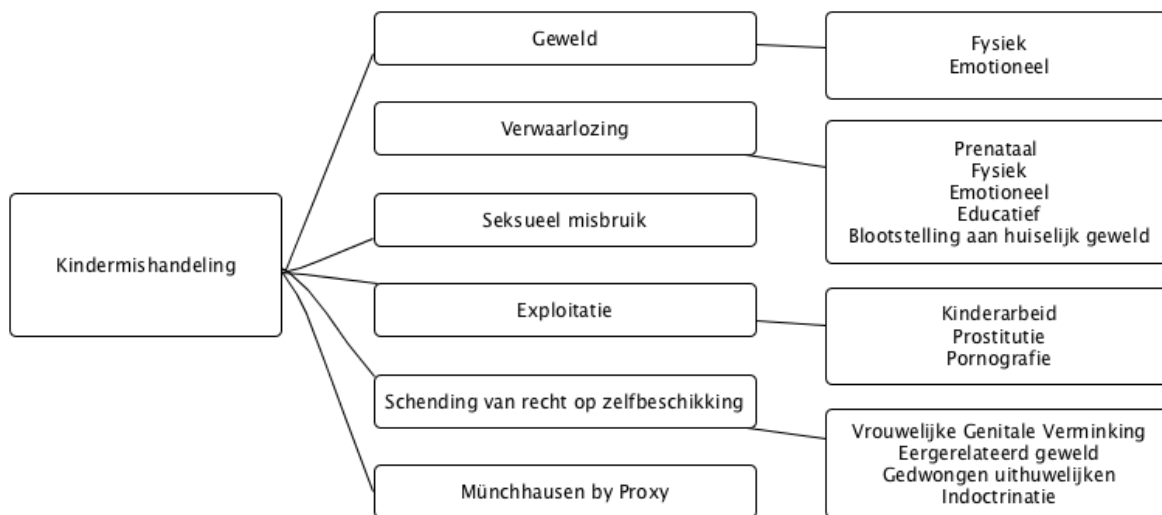 Geweld
Fysiek
Emotioneel
Verwaarlozing
Prenataal
Fysiek
Emotioneel
Educatief
Blootstelling aan huiselijk geweld
Kindermishandeling
Seksueel misbruik
Exploitatie
Kinderarbeid
Prostitutie
Pornografie
Schending van recht op zelfbeschikking
Vrouwelijke Genitale Verminking
Eergerelateerd geweld
Gedwongen uithuwelijken
Indoctrinatie
Münchhausen by Proxy